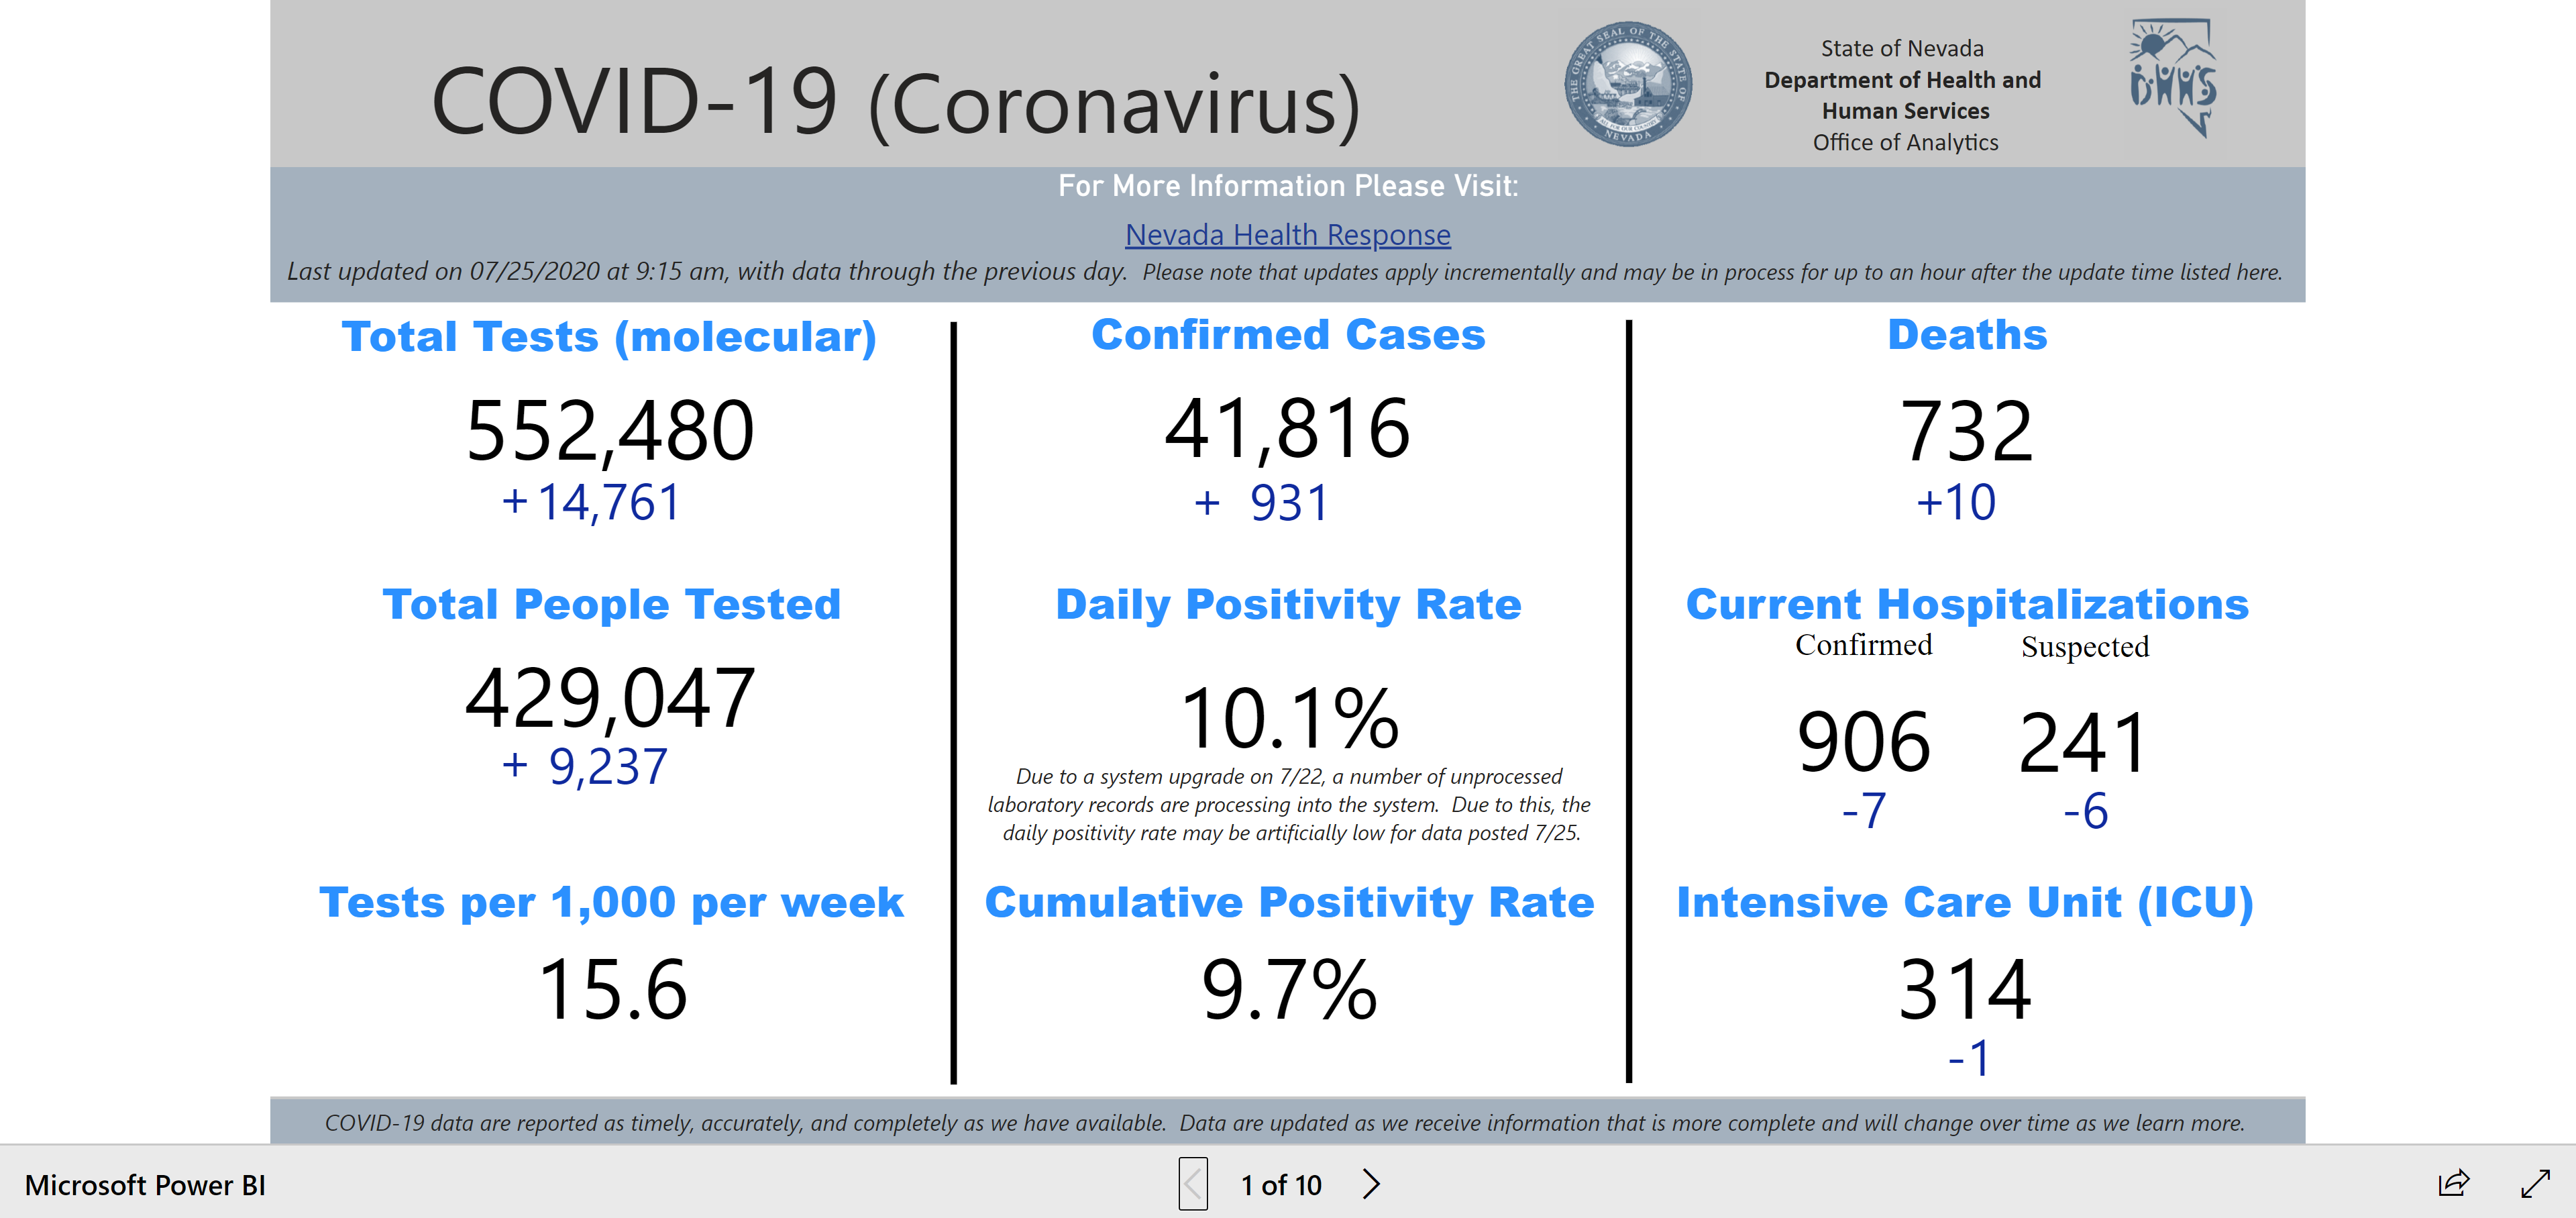 COVID-19 (Coronavirus)
THE GREAT SEAL OF THE STATE OF NEVADA
ALL FOR OUR COUNTRY
State of Nevada
Department of Health and
Human Services
Office of Analytics
DHHS
For More Information Please Visit:
Nevada Health Response
Last updated on 07/25/2020 at 9:15 am, with data through the previous day.  Please note that updates apply incrementally and may be in process for up to an hour after the update time listed here.
Total Tests (molecular)
552,480
+ 14,761
Total People Tested
429,047
+ 9,237
Tests per 1,000 per week
15.6
Confirmed Cases
41,816
+ 931
Daily Positivity Rate
10.1%
Due to a system upgrade on 7/22, a number of unprocessed
laboratory records are processing into the system.  Due to this, the
daily positivity rate may be artificially low for data posted 7/25.
Cumulative Positivity Rate
9.7%
Deaths
732
+10
Current Hospitalizations
Confirmed Suspected
906 241
-7 -6
Intensive Care Unit (ICU)
314
-1
COVID-19 data are reported as timely, accurately, and completely as we have available.  Data are updated as we receive information that is more complete and will change over time as we learn more.
Microsoft Power BI
1 of 10